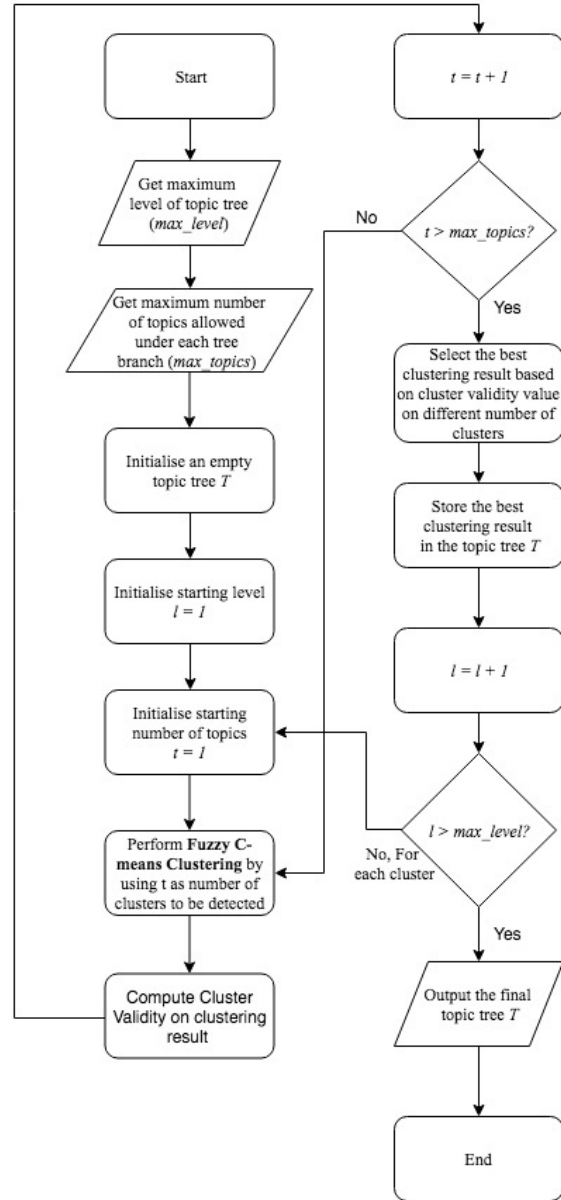 Start
Get maximum
level of topic tree
(max_level)
Get maximum number
of topics allowed
under each tree
branch (max_topics)
Initialise an empty
topic tree T
Initialise starting level
l = 1
Initialise starting
number of topics
t = 1
Perform Fuzzy C-
means Clustering by
using t as number of
clusters to be detected
Compute Cluster
Validity on clustering
result
t = t + 1
t > max_topics?
No
Yes
Select the best
clustering result based
on cluster validity value
on different number of
clusters
Store the best
clustering result
in the topic tree T
l = l + 1
l > max_level?
No, For
each cluster
Yes
Output the final
topic tree T
End